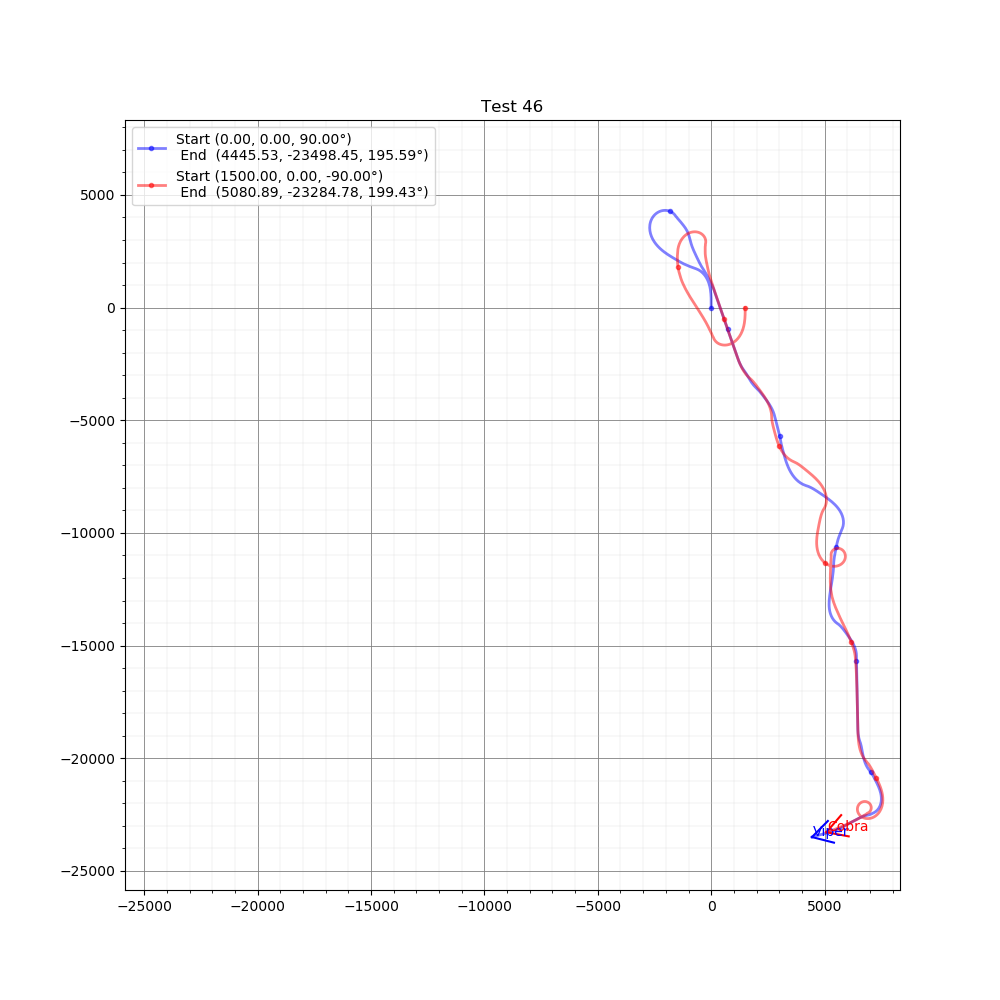 Test 46
Start (0.00, 0.00, 90.00°)
End  (4445.53, -23498.45, 195.59°)
Start (1500.00, 0.00, -90.00°)
End  (5080.89, -23284.78, 199.43°)
5000
0
−5000
−10000
−15000
−20000
−25000
Cobra
Viper
−25000 −20000 −15000 −10000 −5000 0 5000